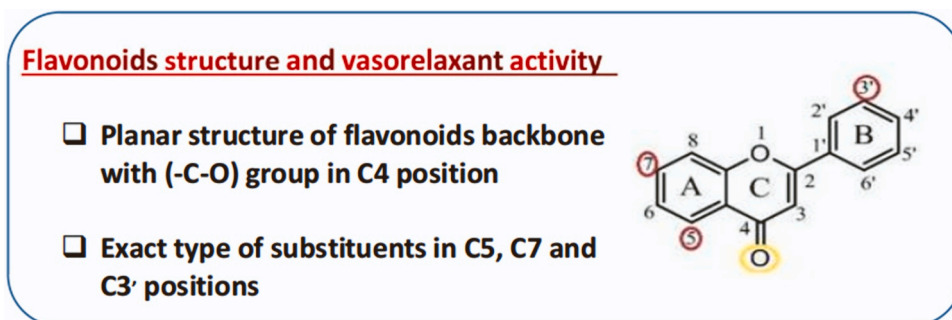 Flavonoids structure and vasorelaxant activity
❑ Planar structure of flavonoids backbone
with (-C-O) group in C4 position
❑ Exact type of substituents in C5, C7 and
C3′ positions
3'
2'
4'
1
B
8
O
1'
5'
7
A
C
2
6'
6
3
4
5
O